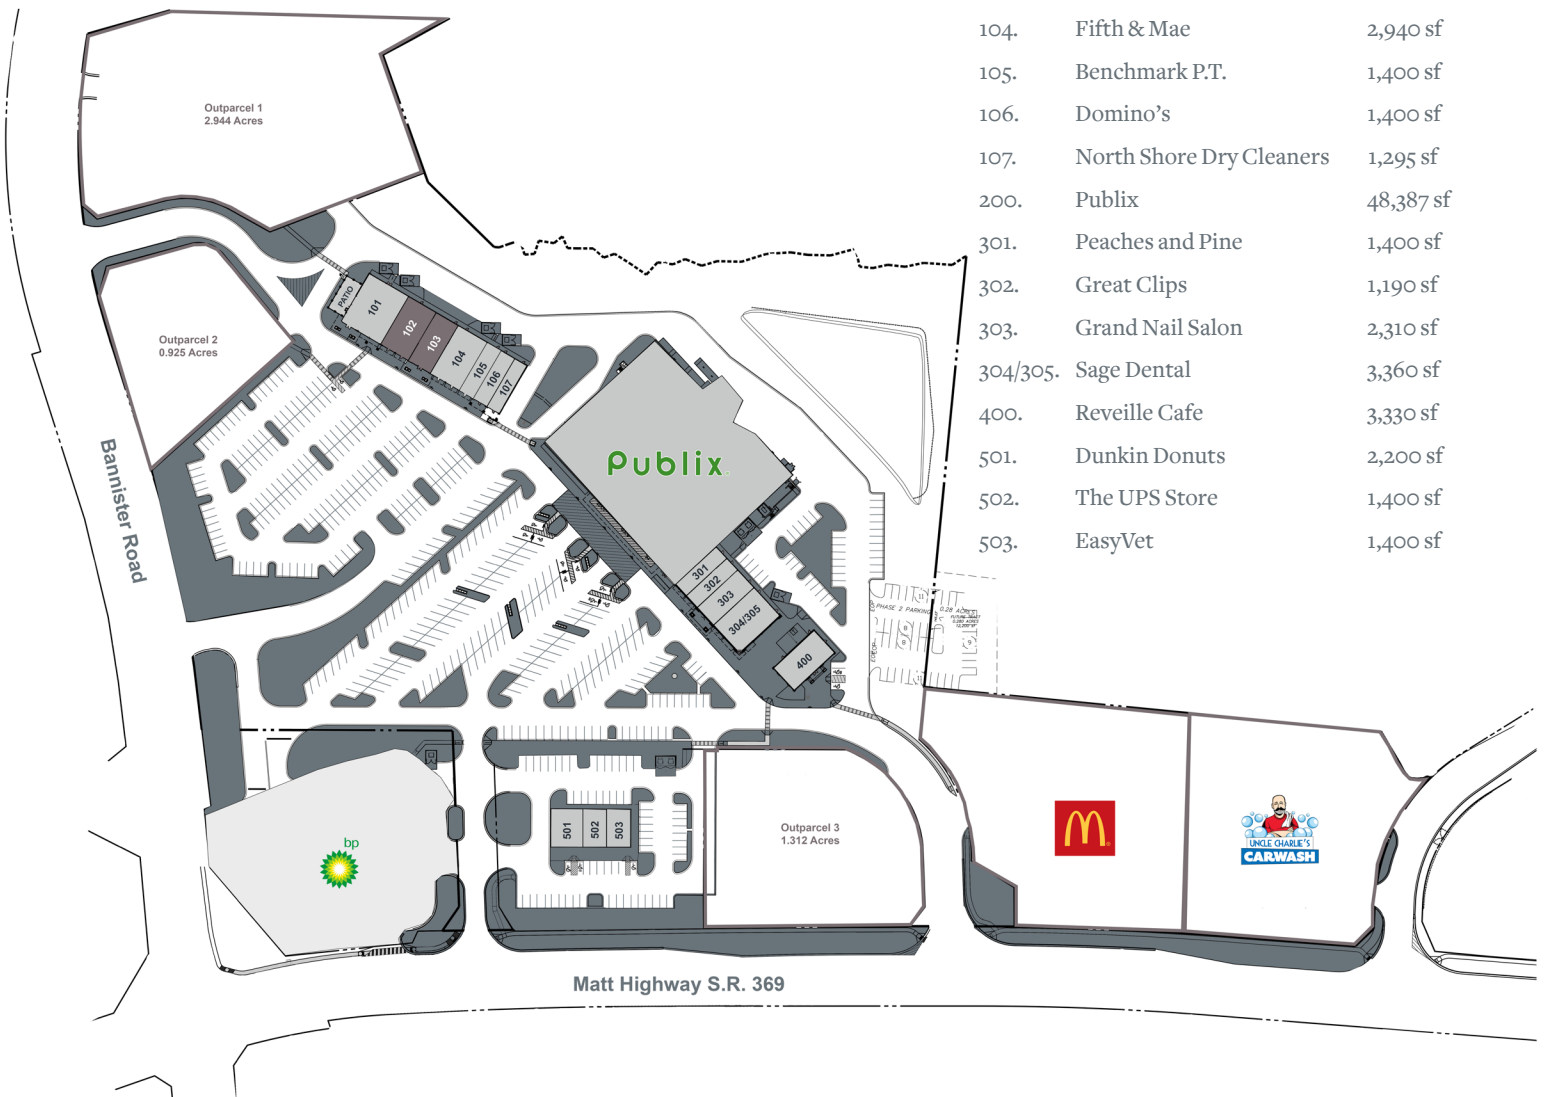 104. Fifth & Mae 2,940 sf
105. Benchmark P.T. 1,400 sf
106. Domino's 1,400 sf
107. North Shore Dry Cleaners 1,295 sf
200. Publix 48,387 sf
301. Peaches and Pine 1,400 sf
302. Great Clips 1,190 sf
303. Grand Nail Salon 2,310 sf
304/305. Sage Dental 3,360 sf
400. Reveille Cafe 3,330 sf
501. Dunkin Donuts 2,200 sf
502. The UPS Store 1,400 sf
503. EasyVet 1,400 sf
Outparcel 1
2.944 Acres
Outparcel 2
0.925 Acres
PATIO
101
102
103
104
105
106
107
Publix
Bannister Road
301
302
303
304/305
400
PHASE 2 PARKING
0.28 ACRES
bp
501
502
503
Outparcel 3
1.312 Acres
UNCLE CHARLIE'S
CARWASH
Matt Highway S.R. 369